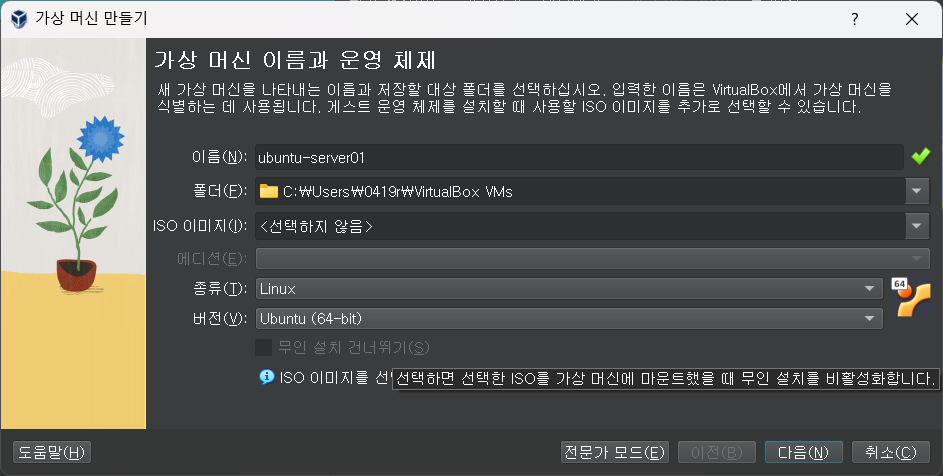 가상 머신 만들기
?
가상 머신 이름과 운영 체제
새 가상 머신을 나타내는 이름과 저장할 대상 폴더를 선택하십시오. 입력한 이름은 VirtualBox에서 가상 머신을
식별하는 데 사용됩니다. 게스트 운영 체제를 설치할 때 사용할 ISO 이미지를 추가로 선택할 수 있습니다.
이름(N): ubuntu-server01
폴더(F): C:₩Users₩0419r₩VirtualBox VMs
ISO 이미지(I): <선택하지 않음>
에디션(E):
종류(T): Linux
64
버전(V): Ubuntu (64-bit)
무인 설치 건너뛰기(S)
ISO 이미지를 선 선택하면 선택한 ISO를 가상 머신에 마운트했을 때 무인 설치를 비활성화합니다.
도움말(H) 전문가 모드(E) 이전(B) 다음(N) 취소(C)